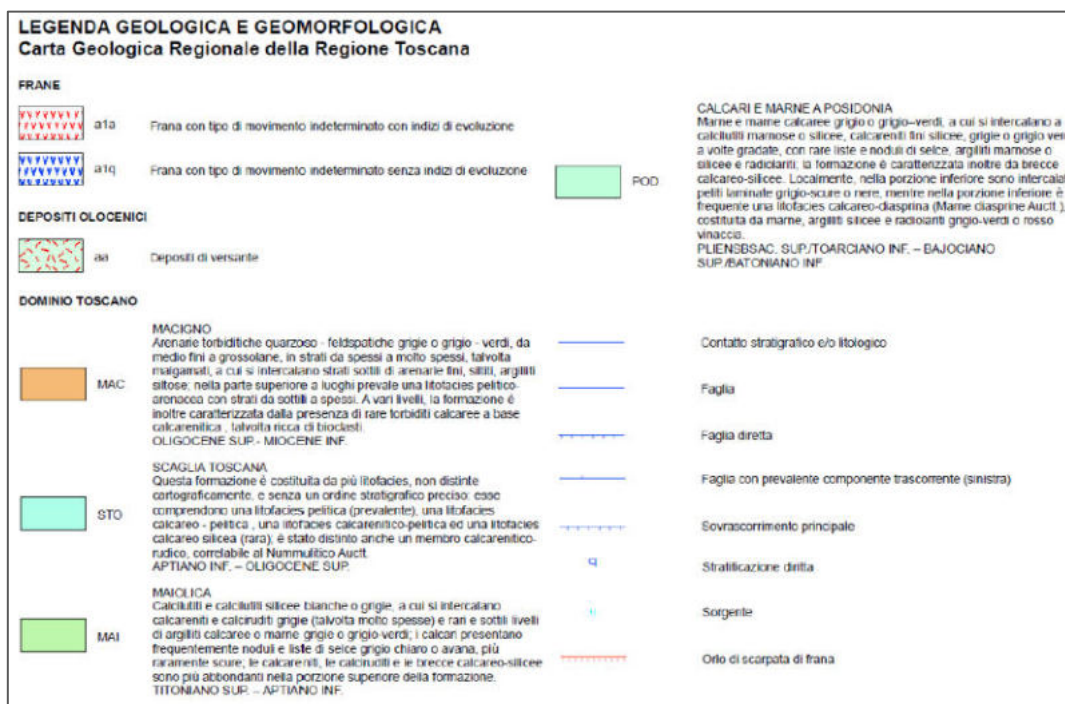 LEGENDA GEOLOGICA E GEOMORFOLOGICA
Carta Geologica Regionale della Regione Toscana
FRANE
a1a
Frana con tipo di movimento indeterminato con indizi di evoluzione
a1q
Frana con tipo di movimento indeterminato senza indizi di evoluzione
DEPOSITI OLOCENICI
aa
Depositi di versante
DOMINIO TOSCANO
MAC
MACIGNO
Arenarie torbiditiche quarzoso - feldspatiche grigie o grigio - verdi, da
medio fini a grossolane, in strati da spessi a molto spessi, talvolta
malgamati, a cui si intercalano strati sottili di arenarie fini, siltiti, argilliti
siltose; nella parte superiore a luoghi prevale una litofacies pelitico-
arenacea con strati da sottili a spessi. A vari livelli, la formazione è
inoltre caratterizzata dalla presenza di rare torbiditi calcaree a base
calcarenitica , talvolta ricca di bioclasti.
OLIGOCENE SUP.- MIOCENE INF.
STO
SCAGLIA TOSCANA
Questa formazione è costituita da più litofacies, non distinte
cartograficamente, e senza un ordine stratigrafico preciso: esse
comprendono una litofacies pelitica (prevalente), una litofacies
calcareo - pelitica , una litofacies calcarenitico-pelitica ed una litofacies
calcareo silicea (rara); è stato distinto anche un membro calcarenitico-
rudico, correlabile al Nummulitico Auctt.
APTIANO INF. – OLIGOCENE SUP.
MAI
MAIOLICA
Calcilutiti e calcilutiti silicee bianche o grigie, a cui si intercalano
calcareniti e calciruditi grigie (talvolta molto spesse) e rari e sottili livelli
di argilliti calcaree o marne grigie o grigio-verdi; i calcari presentano
frequentemente noduli e liste di selce grigio chiaro o avana, più
raramente scure; le calcareniti, le calciruditi e le brecce calcareo-silicee
sono più abbondanti nella porzione superiore della formazione.
TITONIANO SUP. – APTIANO INF.
POD
CALCARI E MARNE A POSIDONIA
Marne e marne calcaree grigio o grigio–verdi, a cui si intercalano a
calcilutiti marnose o silicee, calcareniti fini silicee, grigie o grigio ver
a volte gradate, con rare liste e noduli di selce, argilliti marnose o
silicee e radiolariti; la formazione è caratterizzata inoltre da brecce
calcareo-silicee. Localmente, nella porzione inferiore sono intercalat
peliti laminate grigio-scure o nere, mentre nella porzione inferiore è
frequente una litofacies calcareo-diasprina (Marne diasprine Auctt.),
costituita da marne, argilliti silicee e radiolariti grigio-verdi o rosso
vinaccia.
PLIENSBSAC. SUP./TOARCIANO INF. – BAJOCIANO
SUP./BATONIANO INF.
Contatto stratigrafico e/o litologico
Faglia
Faglia diretta
Faglia con prevalente componente trascorrente (sinistra)
Sovrascorrimento principale
Stratificazione diritta
Sorgente
Orlo di scarpata di frana